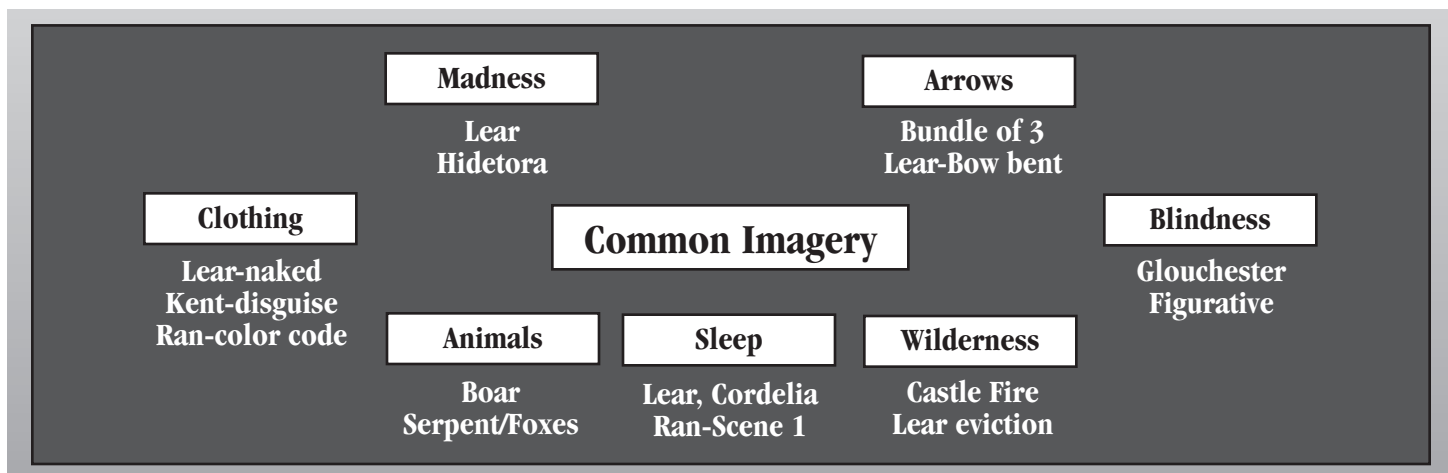 Madness
Lear
Hidetora
Arrows
Bundle of 3
Lear-Bow bent
Clothing
Lear-naked
Kent-disguise
Ran-color code
Common Imagery
Blindness
Glouchester
Figurative
Animals
Boar
Serpent/Foxes
Sleep
Lear, Cordelia
Ran-Scene 1
Wilderness
Castle Fire
Lear eviction